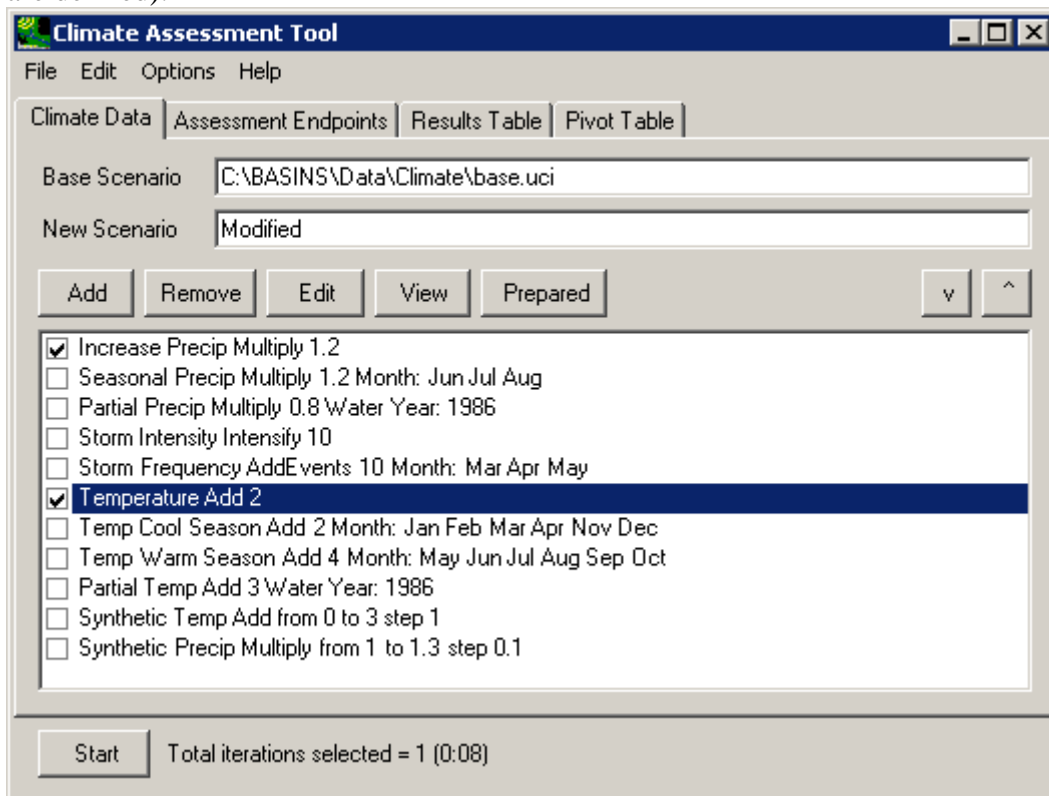 Climate Assessment Tool
File Edit Options Help
Climate Data Assessment Endpoints Results Table Pivot Table
Base Scenario C:\BASINS\Data\Climate\base.uci
New Scenario Modified
Add Remove Edit View Prepared v ^
Increase Precip Multiply 1.2
Seasonal Precip Multiply 1.2 Month: Jun Jul Aug
Partial Precip Multiply 0.8 Water Year: 1986
Storm Intensity Intensify 10
Storm Frequency AddEvents 10 Month: Mar Apr May
Temperature Add 2
Temp Cool Season Add 2 Month: Jan Feb Mar Apr Nov Dec
Temp Warm Season Add 4 Month: May Jun Jul Aug Sep Oct
Partial Temp Add 3 Water Year: 1986
Synthetic Temp Add from 0 to 3 step 1
Synthetic Precip Multiply from 1 to 1.3 step 0.1
Start Total iterations selected = 1 (0:08)